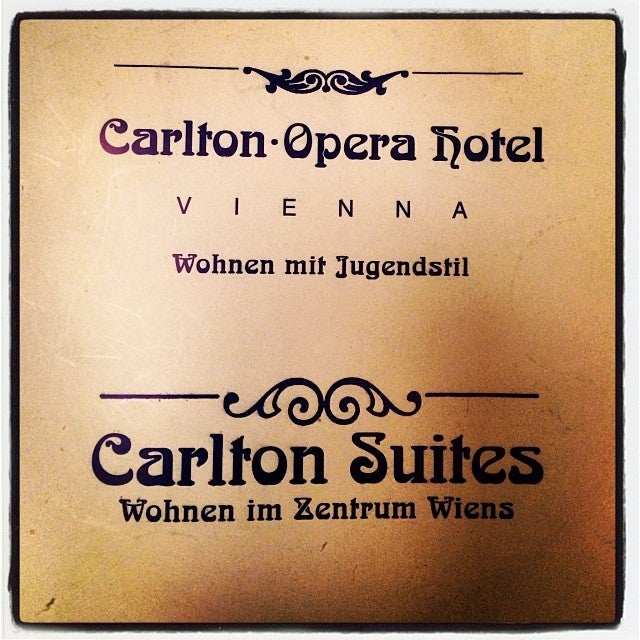 Carlton·Opera Hotel
VIENNA
Wohnen mit Jugendstil
Carlton Suites
Wohnen im Zentrum Wiens